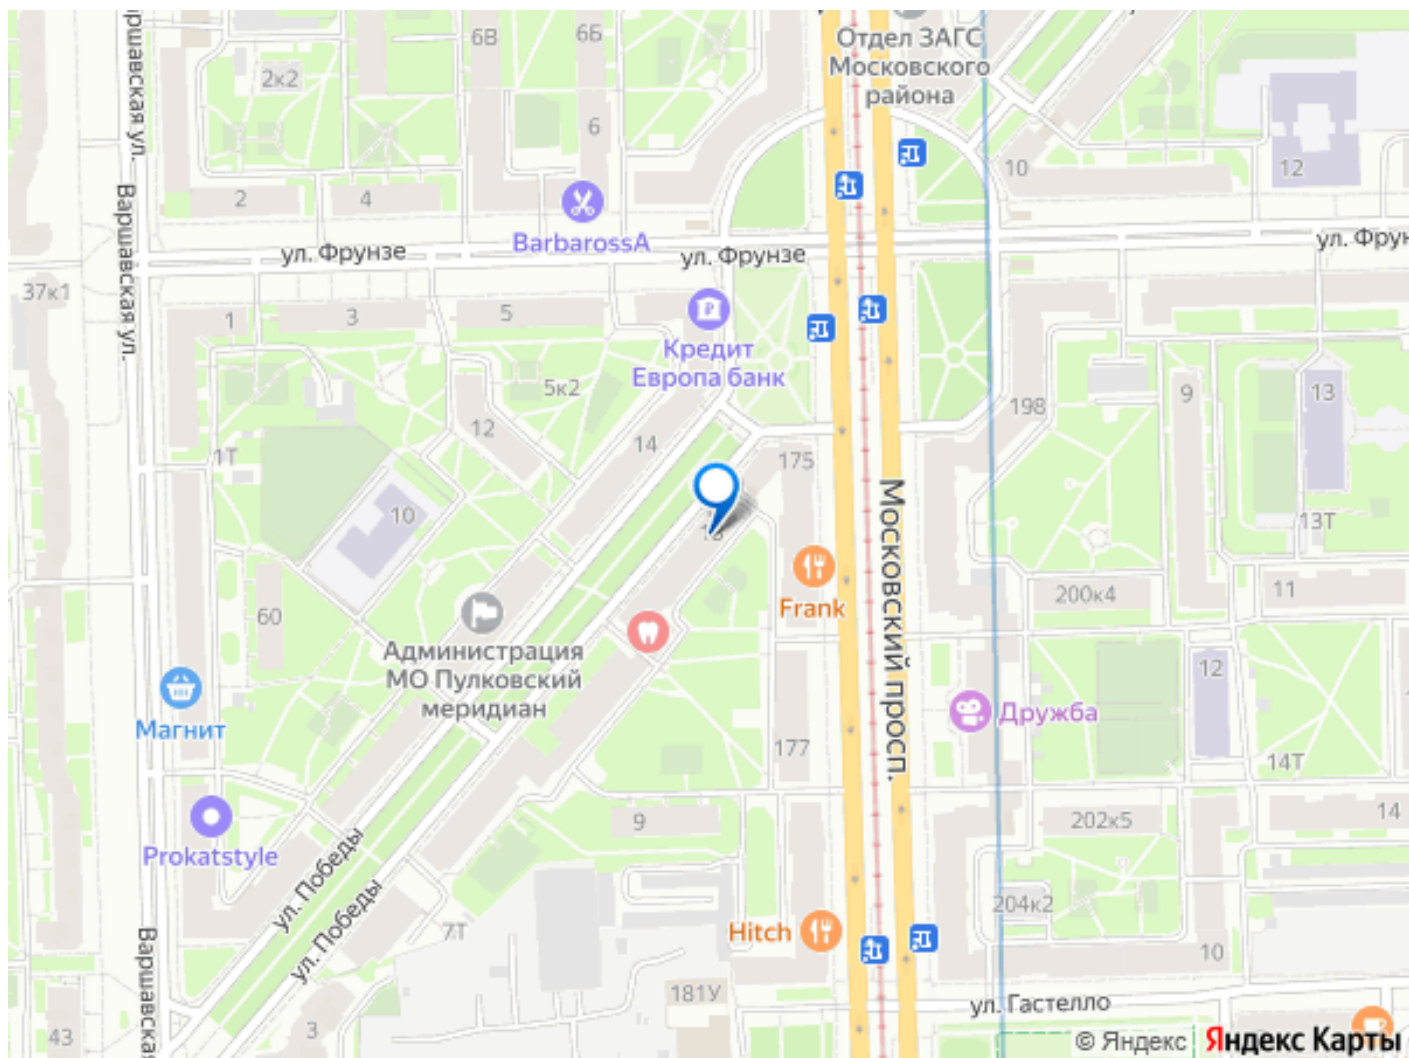 Варшавская ул.
6В
6Б
Отдел ЗАГС
Московского
района
2к2
6
10
12
2
4
BarbarossA
Варшавская ул.
ул. Фрунзе
ул. Фрунзе
ул. Фрун
37к1
1
3
5
Кредит
Европа банк
5к2
9
13
198
12
14
1Т
175
10
13Т
Московский просп.
Frank
200к4
11
60
Администрация
МО Пулковский
меридиан
12
Магнит
Дружба
177
14Т
9
202к5
14
Prokatstyle
ул. Победы
ул. Победы
204к2
7Т
Hitch
10
Варшавская
181У
ул. Гастелло
3
43
© Яндекс
Яндекс Карты